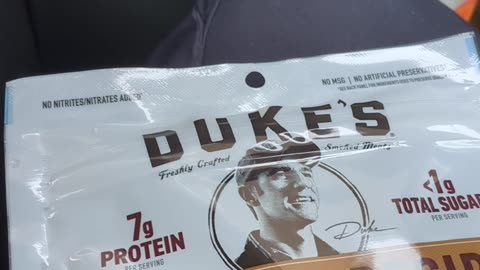 NO NITRITES/NITRATES ADDED*
NO MSG | NO ARTIFICIAL PRESERVATIVES*
DUKE'S®
Freshly Crafted
Smoked Meats
7g
PROTEIN
PER SERVING
<1g
TOTAL SUGAR
PER SERVING
Duke